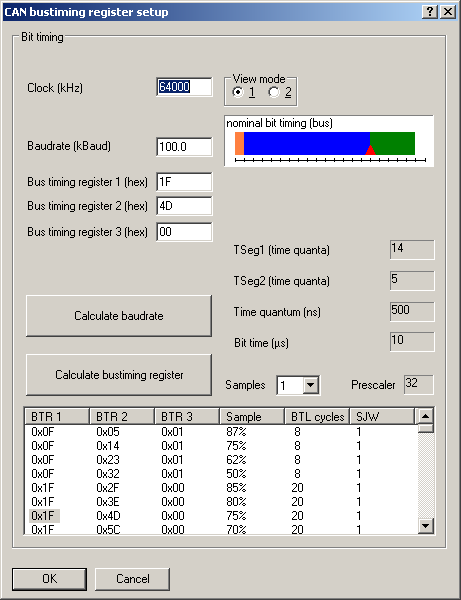 CAN bustiming register setup
Bit timing
Clock (kHz) 64000
View mode
1 2
nominal bit timing (bus)
Baudrate (kBaud) 100.0
Bus timing register 1 (hex) 1F
Bus timing register 2 (hex) 4D
Bus timing register 3 (hex) 00
TSeg1 (time quanta) 14
TSeg2 (time quanta) 5
Time quantum (ns) 500
Bit time (µs) 10
Calculate baudrate
Calculate bustiming register
Samples 1 Prescaler 32
BTR 1 BTR 2 BTR 3 Sample BTL cycles SJW
0x0F 0x05 0x01 87% 8 1
0x0F 0x14 0x01 75% 8 1
0x0F 0x23 0x01 62% 8 1
0x0F 0x32 0x01 50% 8 1
0x1F 0x2F 0x00 85% 20 1
0x1F 0x3E 0x00 80% 20 1
0x1F 0x4D 0x00 75% 20 1
0x1F 0x5C 0x00 70% 20 1
OK Cancel